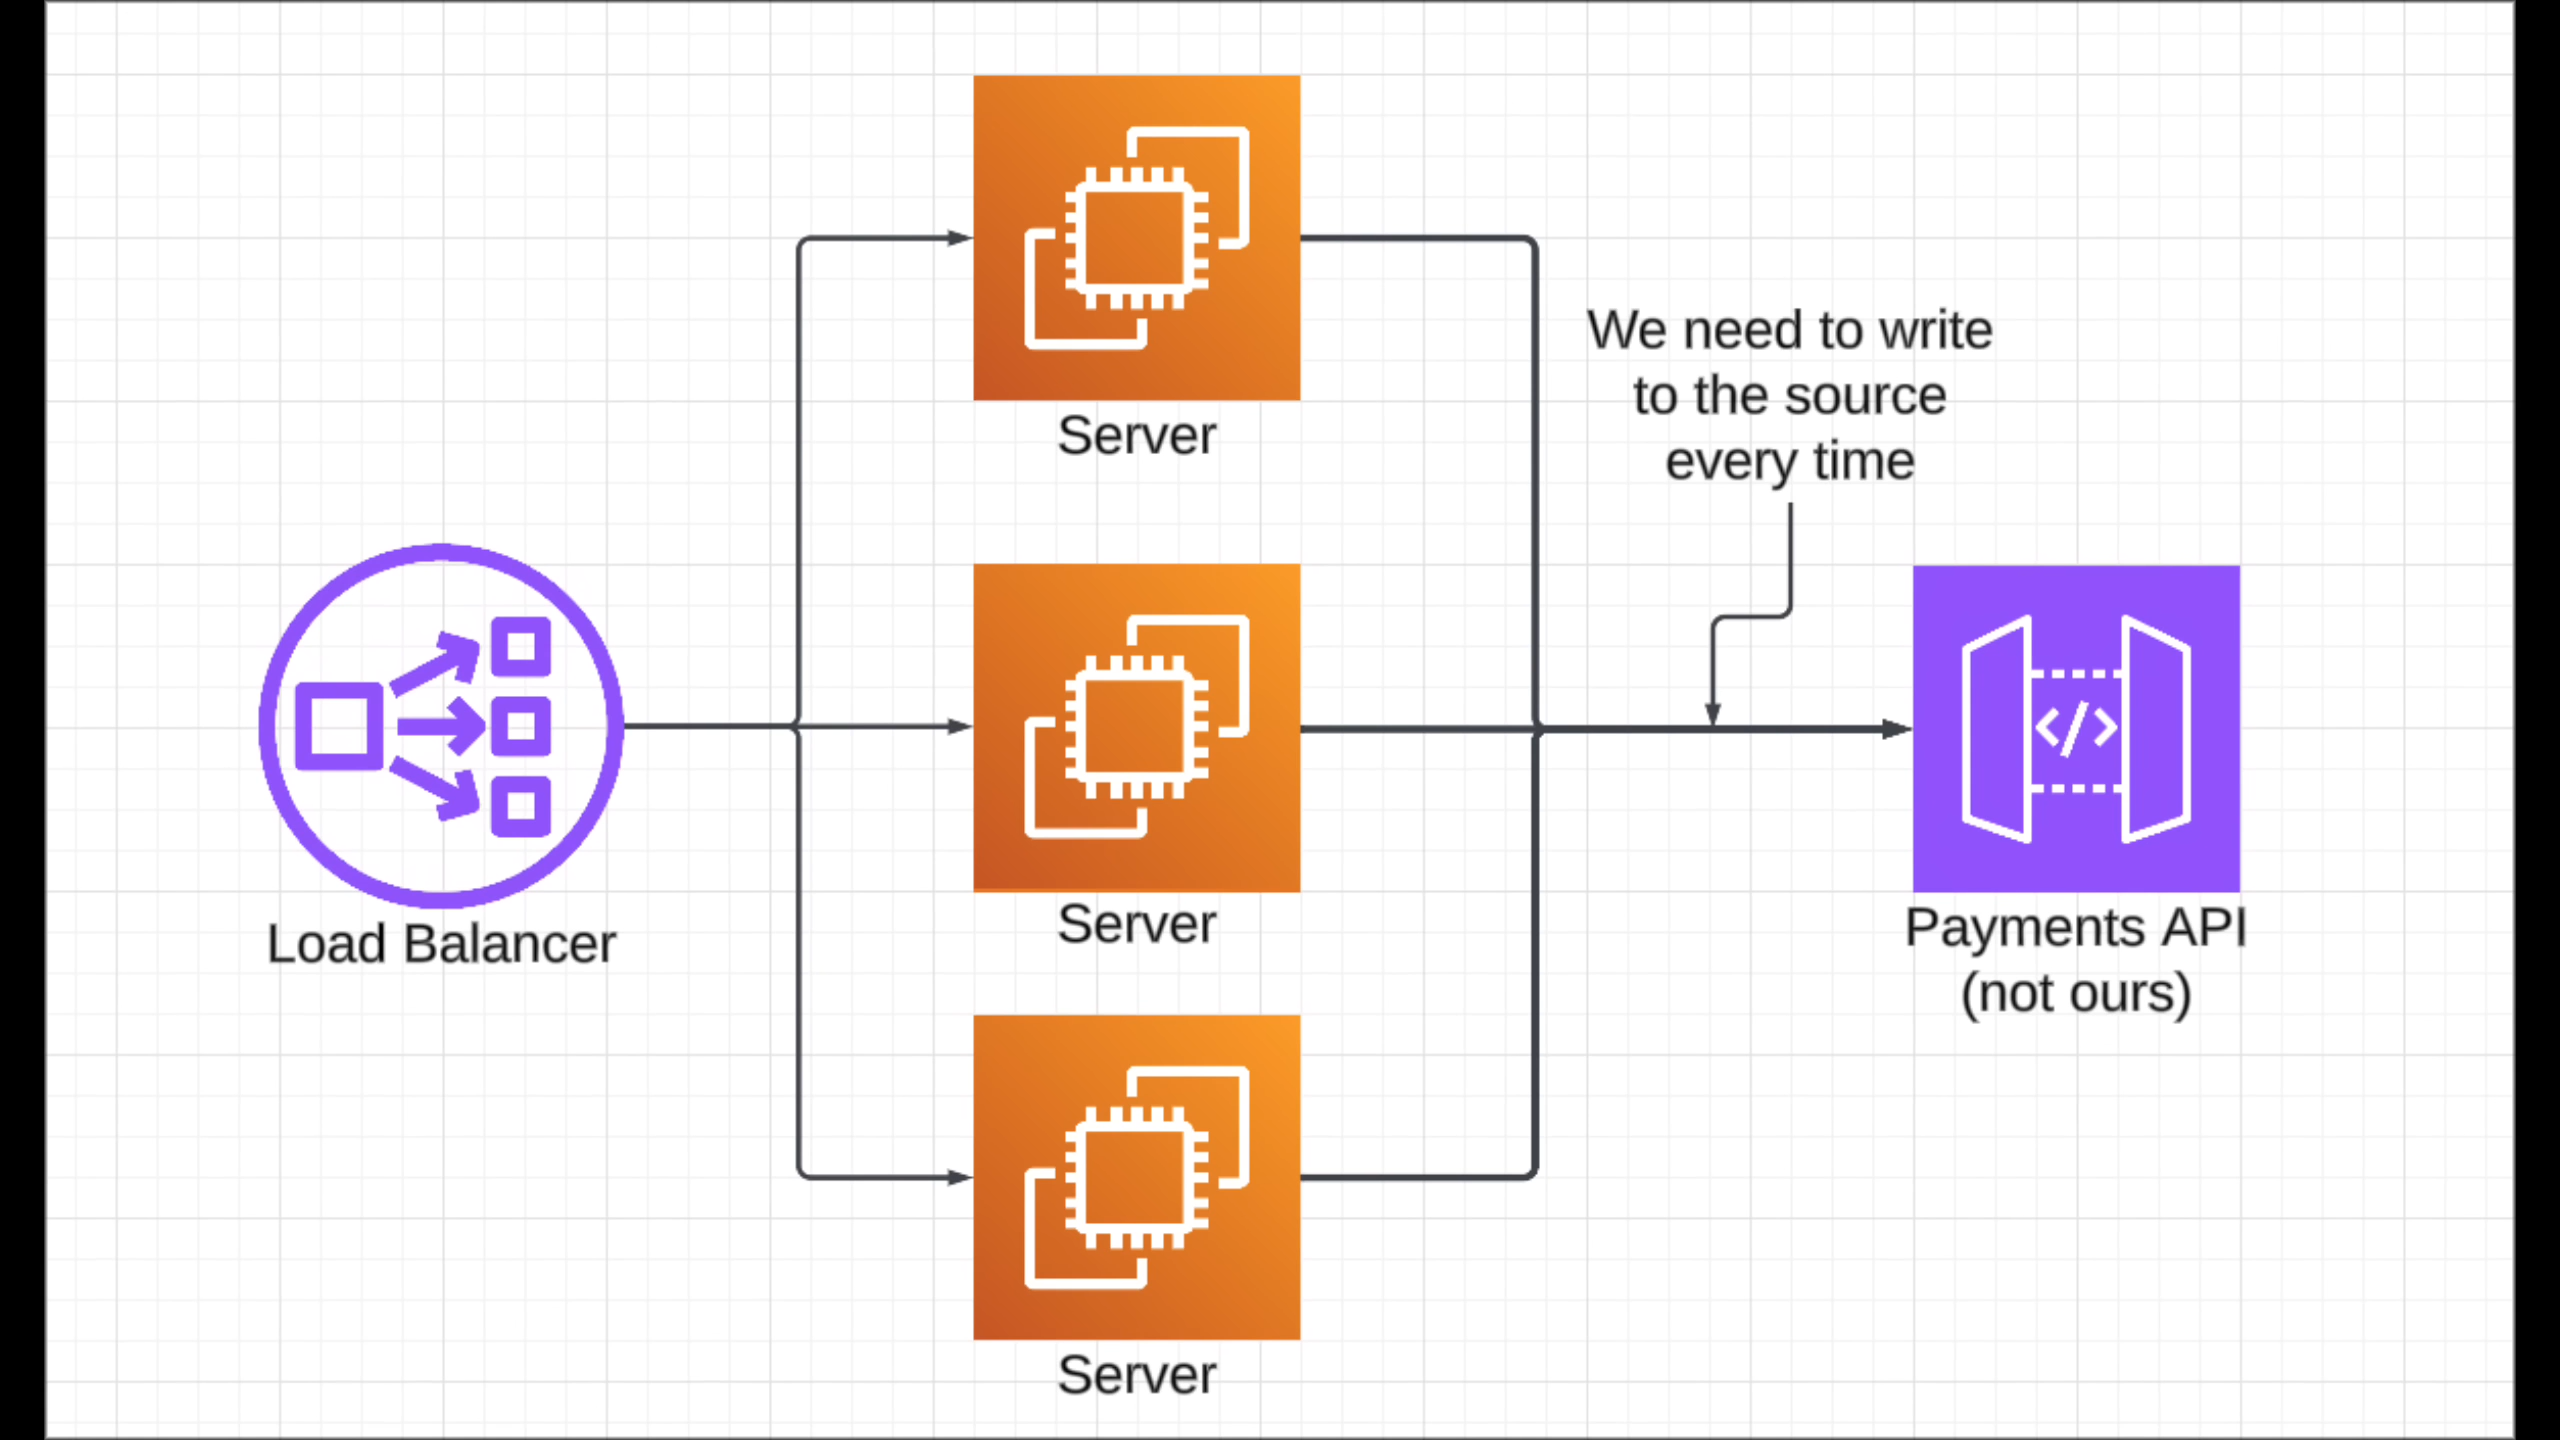 Server
We need to write
to the source
every time
Load Balancer
Server
Payments API
(not ours)
Server